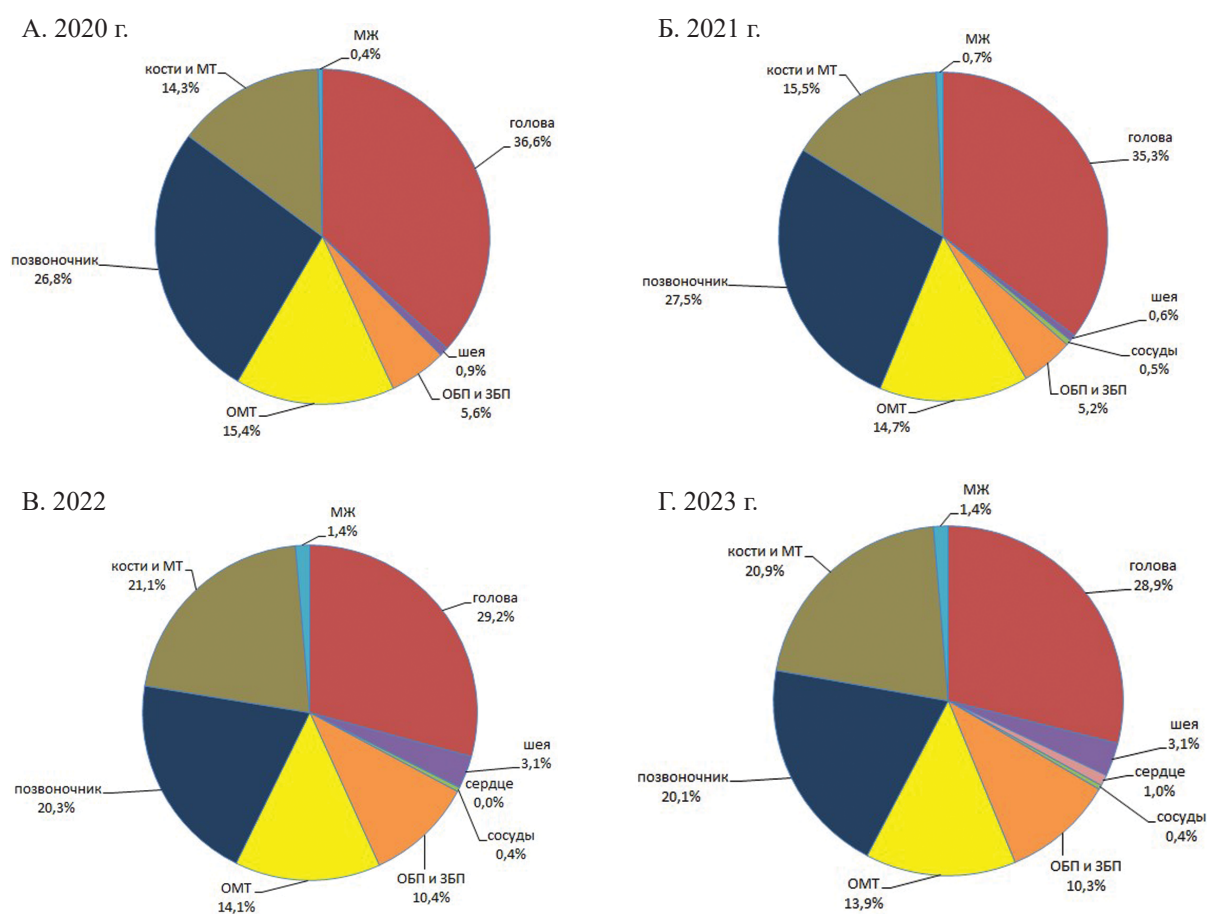 А. 2020 г.
МЖ
0,4%
кости и МТ
14,3%
голова
36,6%
позвоночник
26,8%
шея
0,9%
ОБП и ЗБП
5,6%
ОМТ
15,4%
Б. 2021 г.
МЖ
0,7%
кости и МТ
15,5%
голова
35,3%
позвоночник
27,5%
шея
0,6%
сосуды
0,5%
ОБП и ЗБП
5,2%
ОМТ
14,7%
В. 2022
МЖ
1,4%
кости и МТ
21,1%
голова
29,2%
шея
3,1%
сердце
0,0%
позвоночник
20,3%
сосуды
0,4%
ОБП и ЗБП
10,4%
ОМТ
14,1%
Г. 2023 г.
МЖ
1,4%
кости и МТ
20,9%
голова
28,9%
шея
3,1%
сердце
1,0%
позвоночник
20,1%
сосуды
0,4%
ОБП и ЗБП
10,3%
ОМТ
13,9%